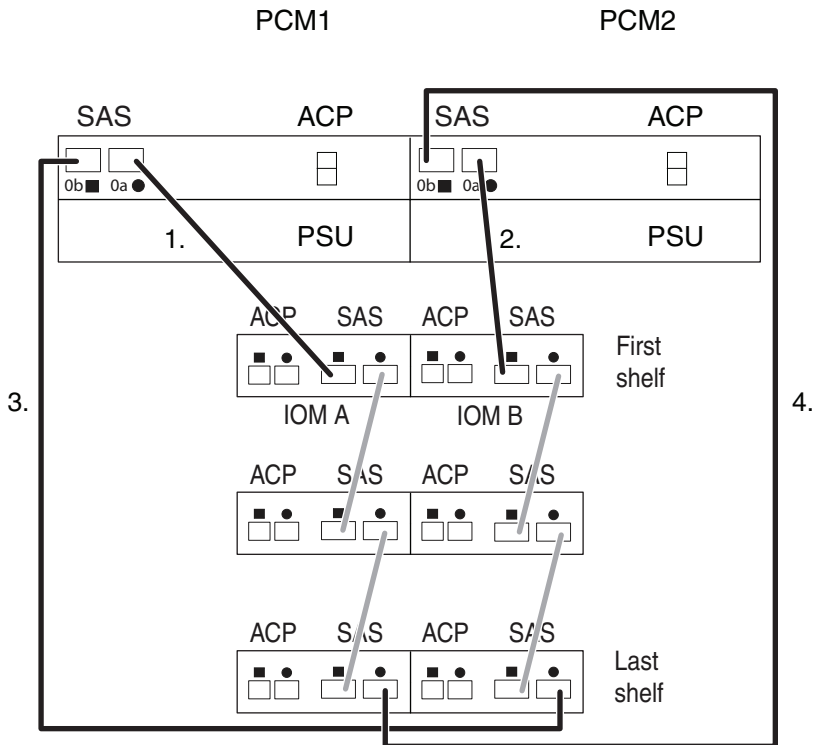 PCM1 PCM2
SAS ACP SAS ACP
0b■ 0a● 0b■ 0a●
1. PSU 2. PSU
ACP SAS ACP SAS
First
shelf
3. IOM A IOM B 4.
ACP SAS ACP SAS
ACP SAS ACP SAS
Last
shelf